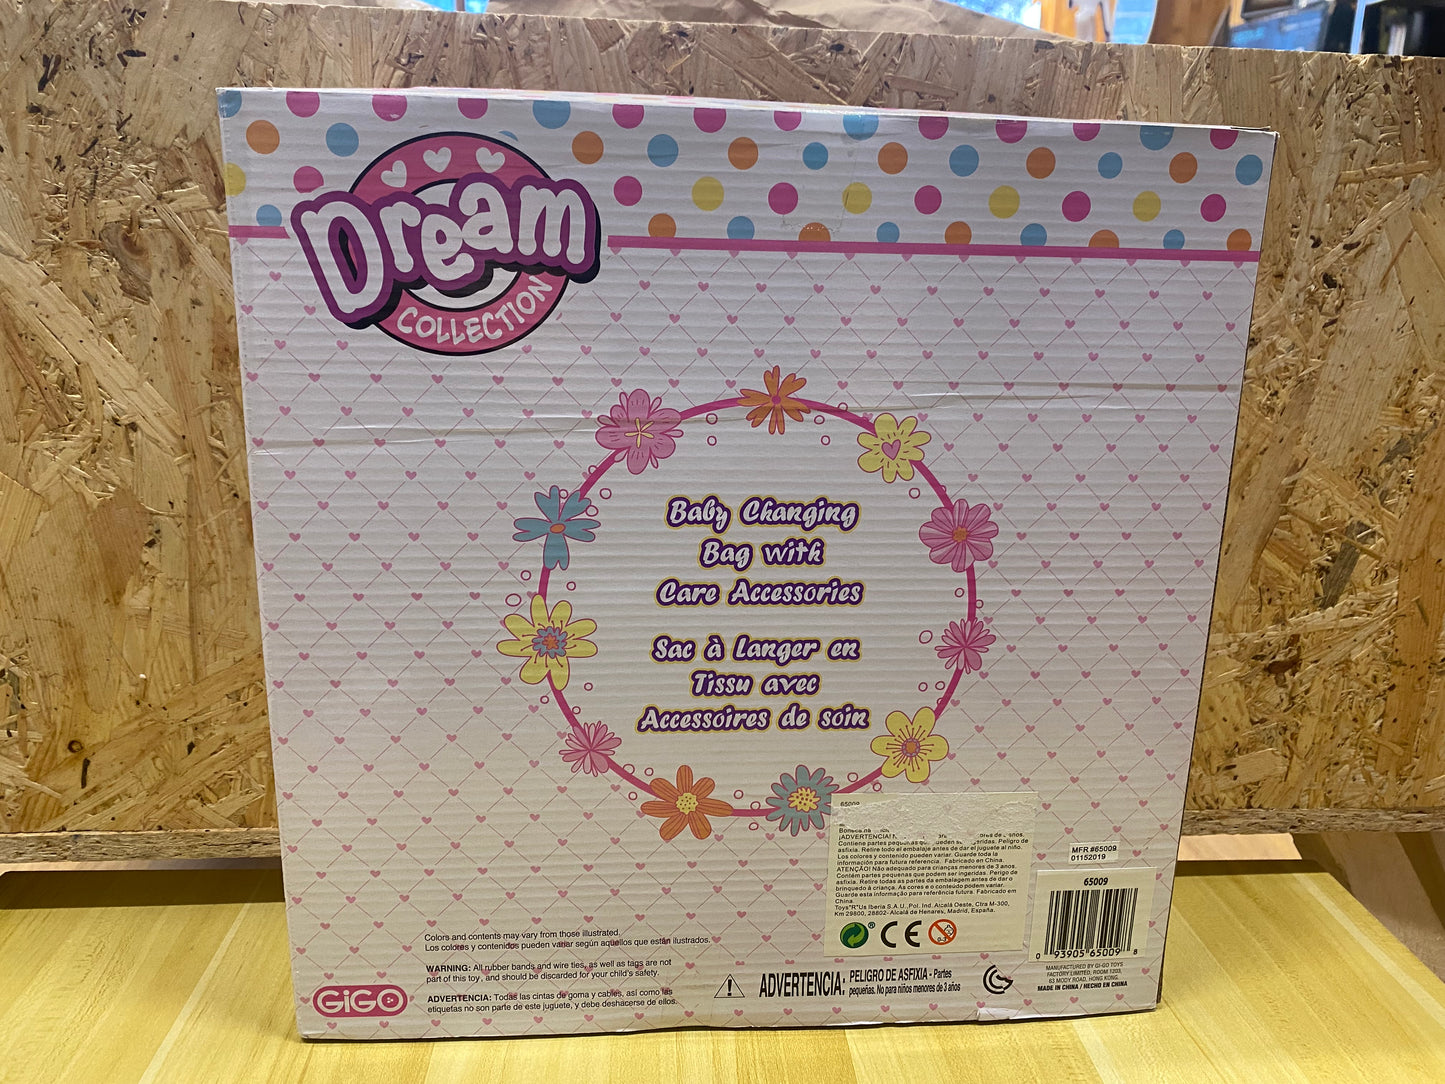 Dream
COLLECTION
Baby Changing
Bag with
Care Accessories
Sac à Langer en
Tissu avec
Accessoires de soin
65009
¡ADVERTENCIA!
Contiene partes pequeñas que pueden ser ingeridas. Peligro de
asfixia. Retire todo el embalaje antes de dar el juguete al niño.
Los colores y contenido pueden variar. Guarde toda la
información para futura referencia. Fabricado en China.
ATENÇÃO! Não adequado para crianças menores de 3 anos.
Contém partes pequenas que podem ser ingeridas. Perigo de
asfixia. Retire todas as partes da embalagem antes de dar o
brinquedo à criança. As cores e o conteúdo podem variar.
Guarde esta informação para referência futura. Fabricado em
China.
Toys"R"Us Iberia S.A.U., Pol. Ind. Alcalá Oeste, Ctra M-300,
Km 29800, 28802- Alcalá de Henares, Madrid, España.
CE
0-3
MFR #65009
01152019
65009
0 93905 65009 8
MANUFACTURED BY GI-GO TOYS
FACTORY LIMITED, ROOM 1203,
63 MODY ROAD, HONG KONG.
MADE IN CHINA / HECHO EN CHINA
Colors and contents may vary from those illustrated.
Los colores y contenidos pueden variar según aquellos que están ilustrados.
WARNING: All rubber bands and wire ties, as well as tags are not
part of this toy, and should be discarded for your child's safety.
ADVERTENCIA: Todas las cintas de goma y cables, así como las
etiquetas no son parte de este juguete, y debe deshacerse de ellos.
GiGO
ADVERTENCIA: PELIGRO DE ASFIXIA - Partes
pequeñas. No para niños menores de 3 años